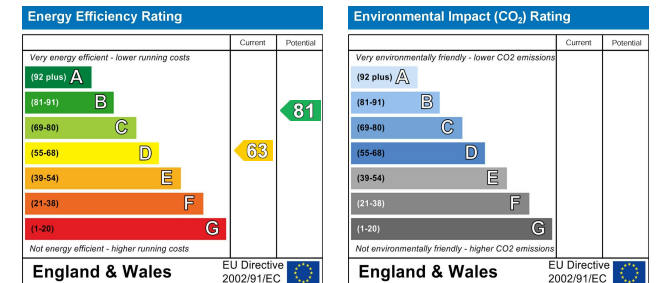 Energy Efficiency Rating
Current Potential
Very energy efficient - lower running costs
(92 plus) A
(81-91) B
(69-80) C
(55-68) D
(39-54) E
(21-38) F
(1-20) G
63
81
Not energy efficient - higher running costs
England & Wales
EU Directive
2002/91/EC
Environmental Impact (CO2) Rating
Current Potential
Very environmentally friendly - lower CO2 emissions
(92 plus) A
(81-91) B
(69-80) C
(55-68) D
(39-54) E
(21-38) F
(1-20) G
Not environmentally friendly - higher CO2 emissions
England & Wales
EU Directive
2002/91/EC